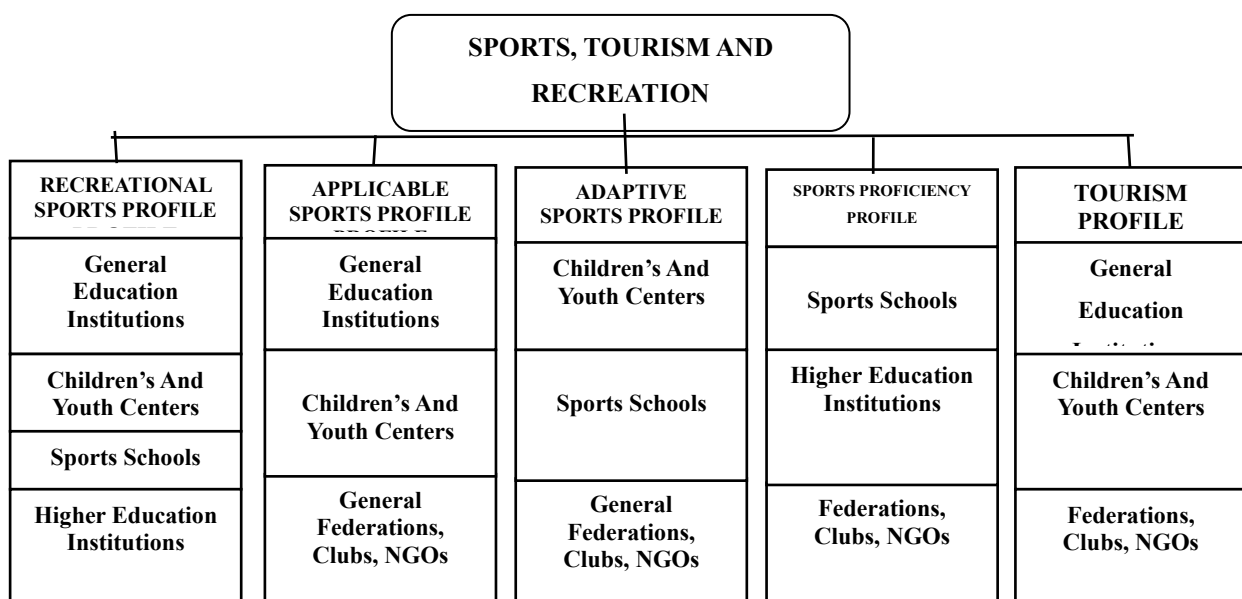 SPORTS, TOURISM AND
RECREATION
RECREATIONAL
SPORTS PROFILE
General
Education
Institutions
Children's And
Youth Centers
Sports Schools
Higher Education
Institutions
APPLICABLE
SPORTS PROFILE
General
Education
Institutions
Children's And
Youth Centers
General
Federations,
Clubs, NGOs
ADAPTIVE
SPORTS PROFILE
Children's And
Youth Centers
Sports Schools
General
Federations,
Clubs, NGOs
SPORTS PROFICIENCY
PROFILE
Sports Schools
Higher Education
Institutions
Federations,
Clubs, NGOs
TOURISM
PROFILE
General
Education
Children's And
Youth Centers
Federations,
Clubs, NGOs